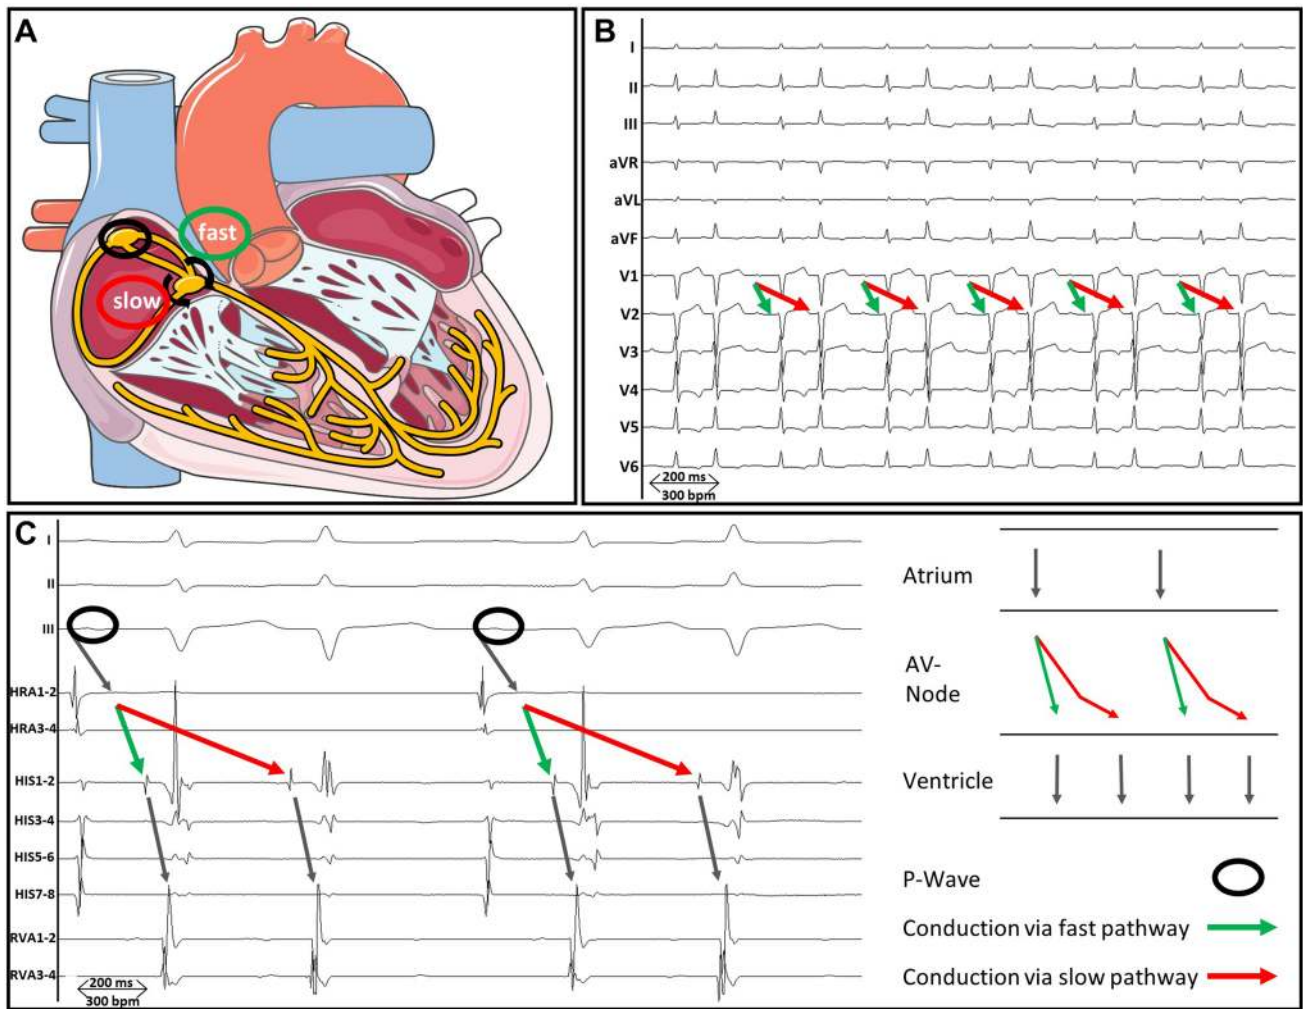 A
fast
slow
B
I
II
III
aVR
aVL
aVF
V1
V2
V3
V4
V5
V6
200 ms
300 bpm
C
I
II
III
HRA1-2
HRA3-4
HIS1-2
HIS3-4
HIS5-6
HIS7-8
RVA1-2
RVA3-4
200 ms
300 bpm
Atrium
AV-
Node
Ventricle
P-Wave
Conduction via fast pathway
Conduction via slow pathway